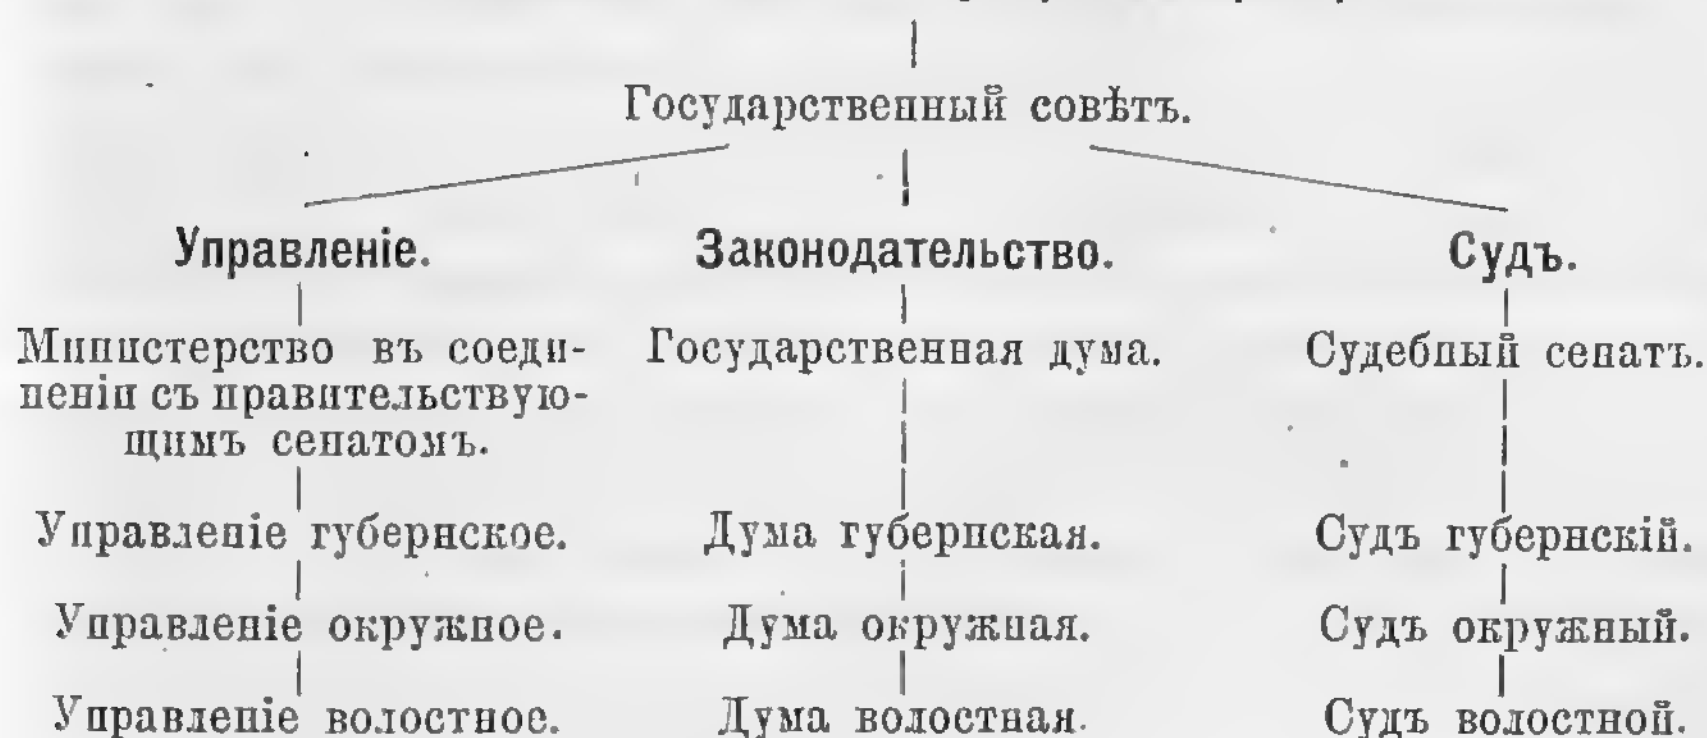 Государственный совѣтъ.
Управленіе. Законодательство. Судъ.
Министерство въ соеди- Государственная дума. Судебный сенатъ.
неніи съ правительствую-
щимъ сенатомъ.
Управленіе губернское. Дума губернская. Судъ губернскій.
Управленіе окружное. Дума окружная. Судъ окружный.
Управленіе волостное. Дума волостная. Судъ волостной.